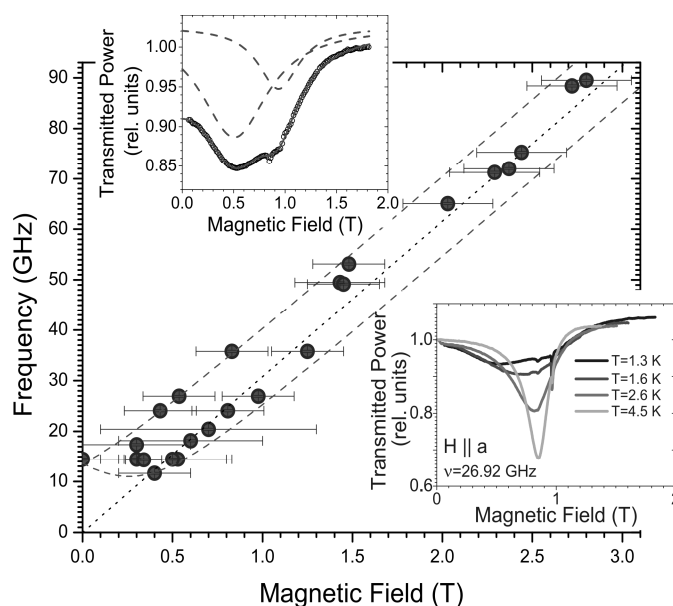 1.00
0.95
0.90
0.85
0.0 0.5 1.0 1.5 2.0
Transmitted Power
(rel. units)
Magnetic Field (T)
90
80
70
60
50
40
30
20
10
0
Frequency (GHz)
0.0 0.5 1.0 1.5 2.0 2.5 3.0
Magnetic Field (T)
1.0
0.8
0.6
0 1 2
Transmitted Power
(rel. units)
T=1.3 K
T=1.6 K
T=2.6 K
T=4.5 K
H || a
ν=26.92 GHz
Magnetic Field (T)